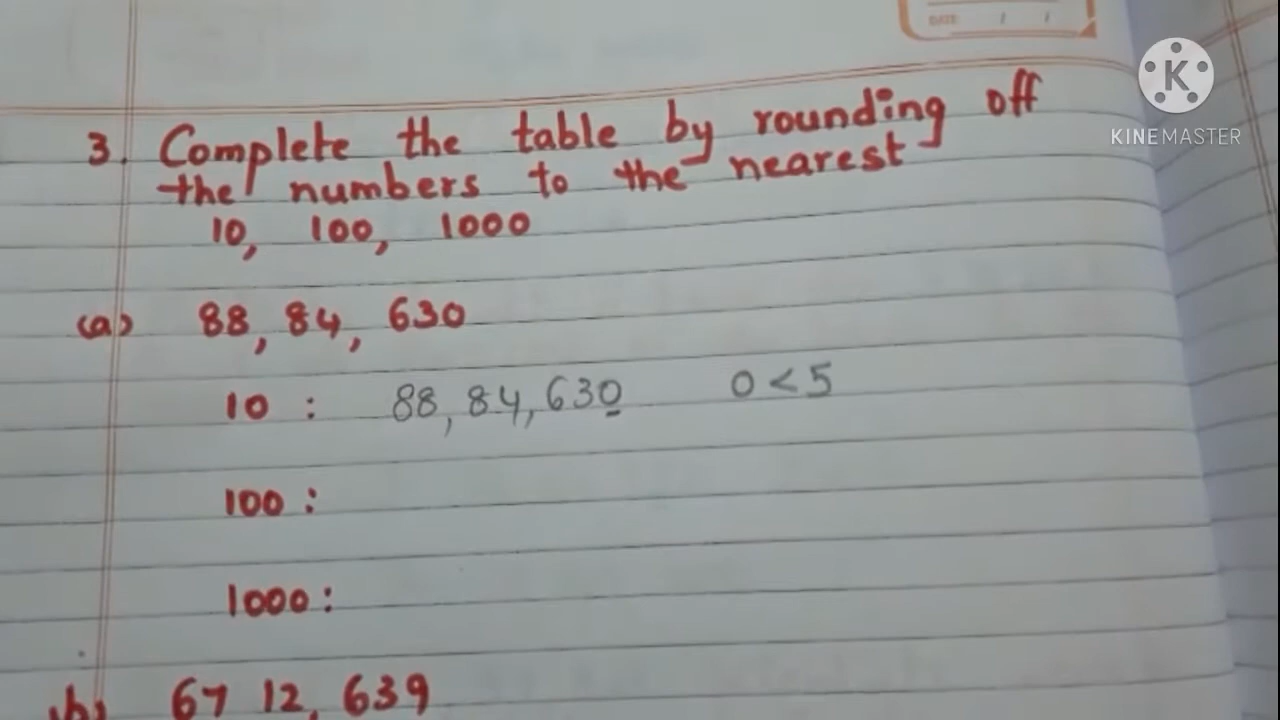 DATE / /
KINEMASTER
3. Complete the table by rounding off
the numbers to the nearest
10, 100, 1000
(a) 88, 84, 630
10 : 88, 84, 630 0 < 5
100 :
1000 :
(b) 67 12, 639